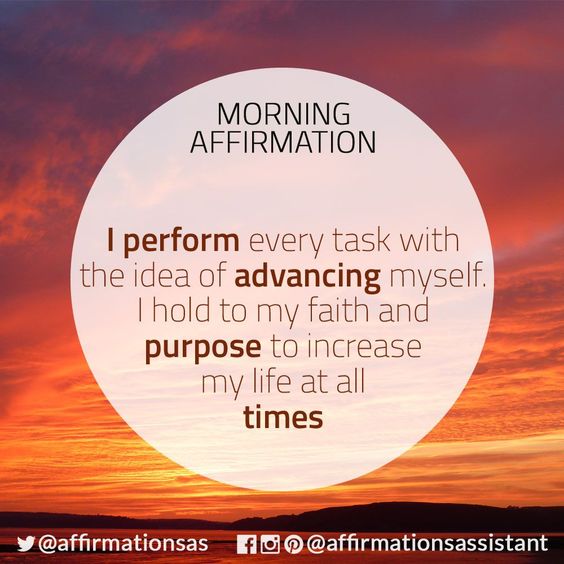 MORNING
AFFIRMATION
I perform every task with
the idea of advancing myself.
I hold to my faith and
purpose to increase
my life at all
times
@affirmationsas @affirmationsassistant